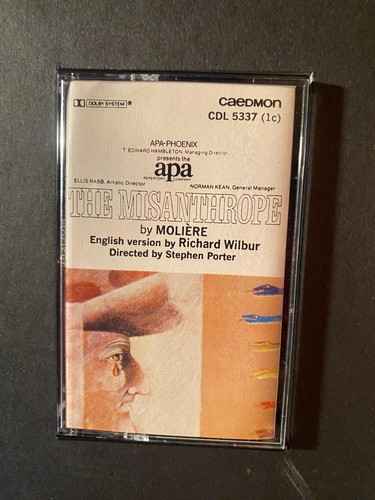 DOLBY SYSTEM
CAEDMON
CDL 5337 (1c)
APA-PHOENIX
T. EDWARD HAMBLETON, Managing Director
presents the
apa
REPERTORY COMPANY
ELLIS RABB, Artistic Director
NORMAN KEAN, General Manager
THE MISANTHROPE
by MOLIÈRE
English version by Richard Wilbur
Directed by Stephen Porter